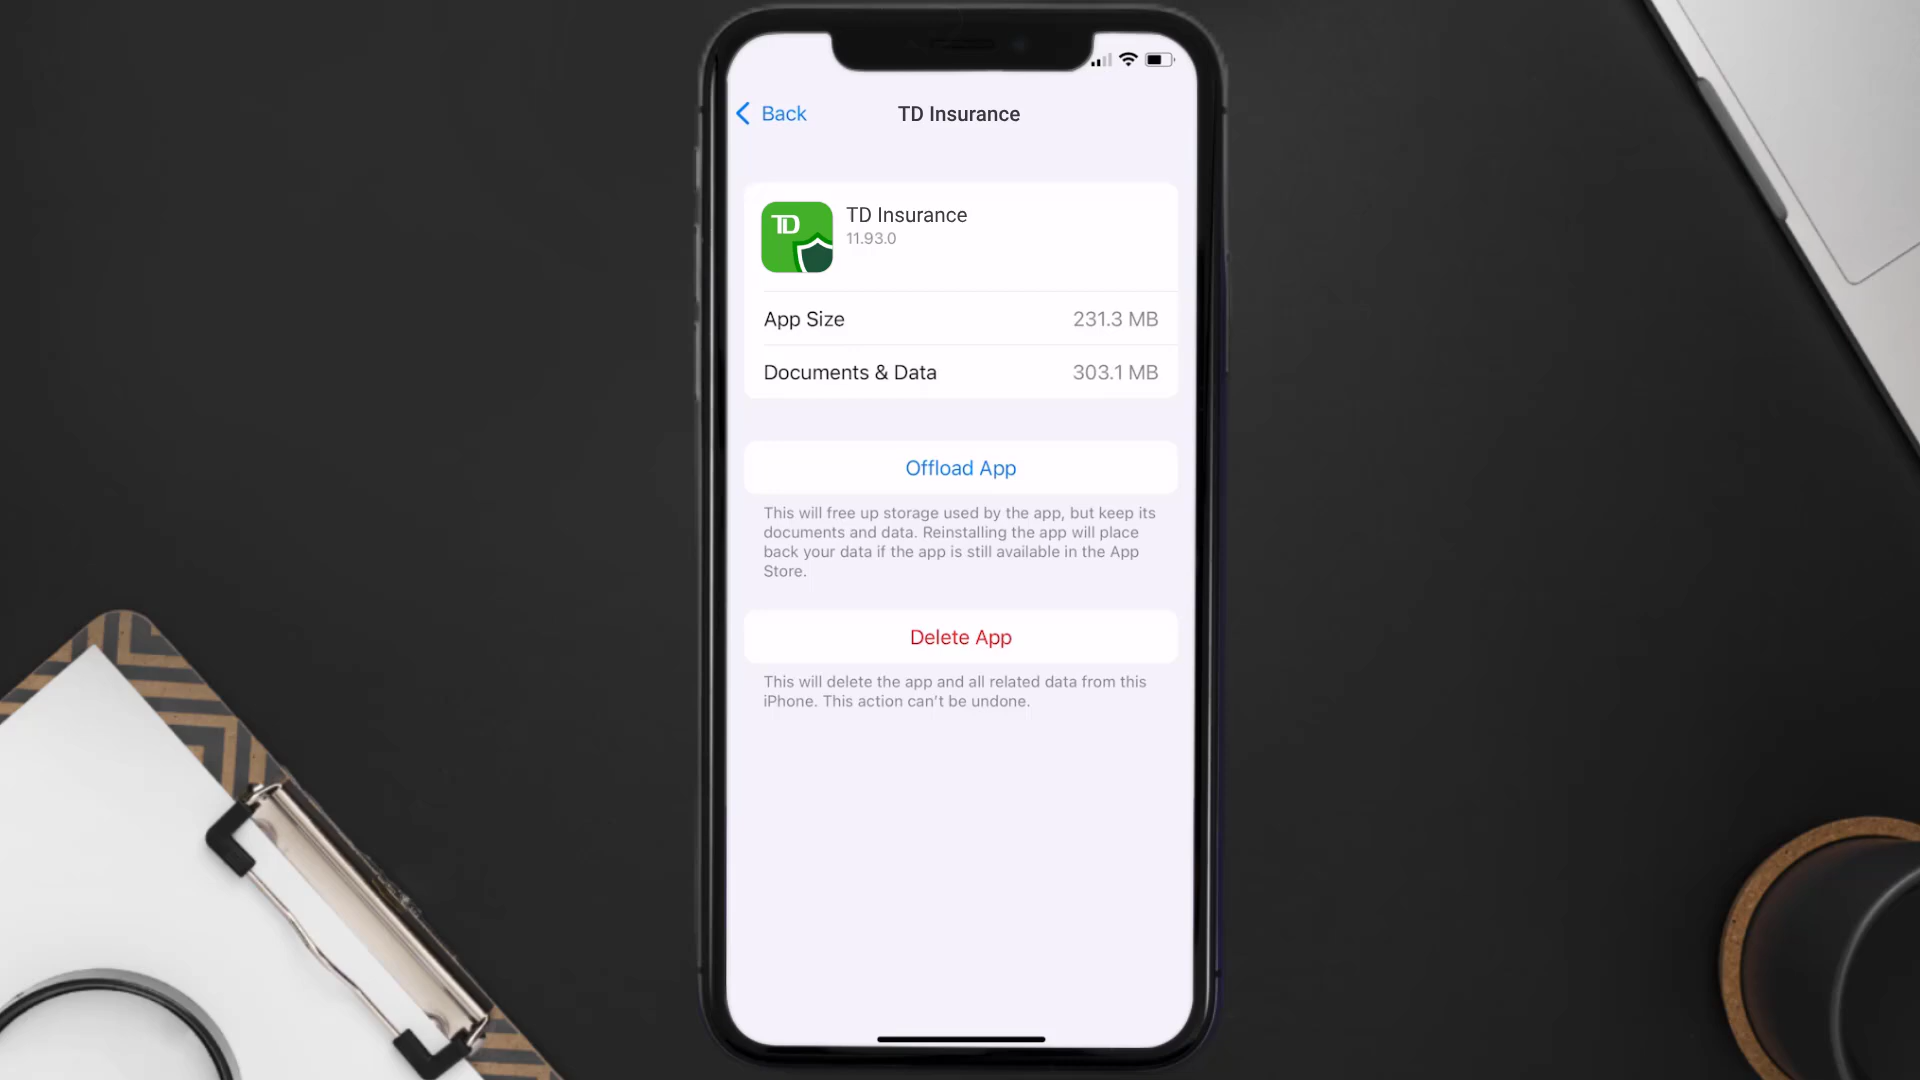 Back
TD Insurance
TD
TD Insurance
11.93.0
App Size 231.3 MB
Documents & Data 303.1 MB
Offload App
This will free up storage used by the app, but keep its
documents and data. Reinstalling the app will place
back your data if the app is still available in the App
Store.
Delete App
This will delete the app and all related data from this
iPhone. This action can't be undone.